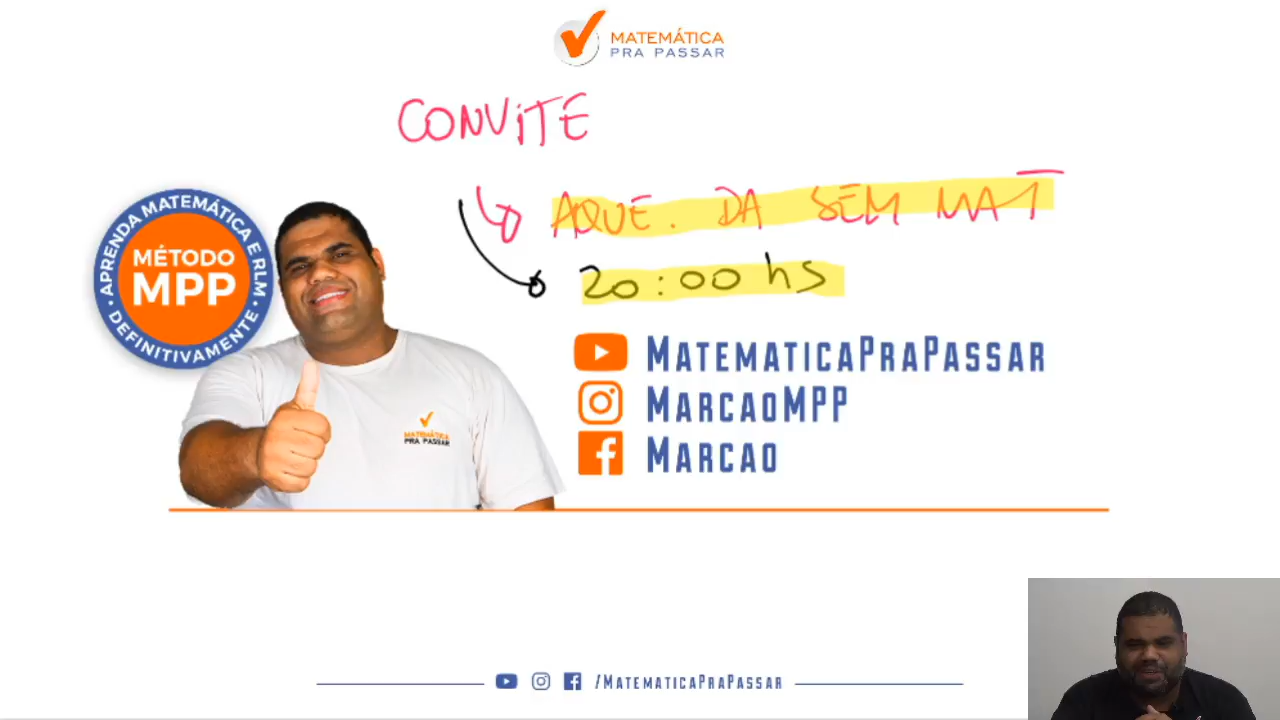 MATEMÁTICA
PRA PASSAR
CONVITE
AQUE. DA SEM MAT
20:00 hs
APRENDA MATEMÁTICA E RLM
MÉTODO
MPP
DEFINITIVAMENTE
MATEMÁTICA
PRA PASSAR
MATEMATICAPRAPASSAR
MARCAOMPP
MARCAO
/MATEMATICAPRAPASSAR